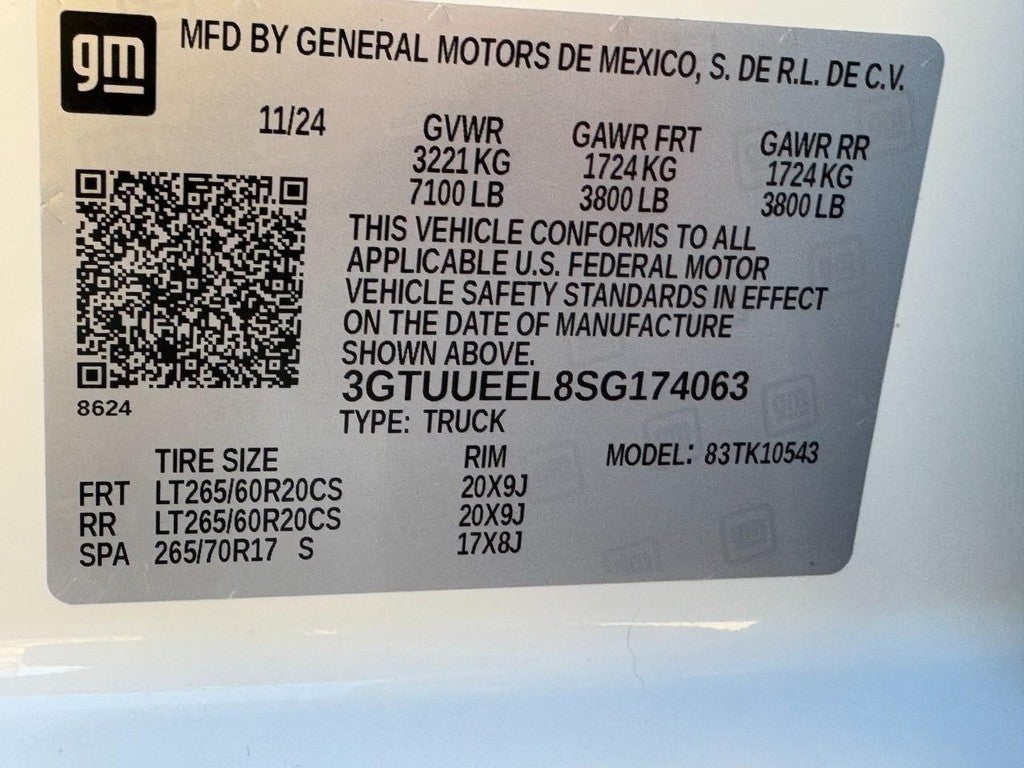 gm
MFD BY GENERAL MOTORS DE MEXICO, S. DE R.L. DE C.V.
11/24 GVWR GAWR FRT GAWR RR
3221 KG 1724 KG 1724 KG
7100 LB 3800 LB 3800 LB
THIS VEHICLE CONFORMS TO ALL
APPLICABLE U.S. FEDERAL MOTOR
VEHICLE SAFETY STANDARDS IN EFFECT
ON THE DATE OF MANUFACTURE
SHOWN ABOVE.
3GTUUEEL8SG174063
8624
TYPE: TRUCK
TIRE SIZE RIM MODEL: 83TK10543
FRT LT265/60R20CS 20X9J
RR LT265/60R20CS 20X9J
SPA 265/70R17 S 17X8J